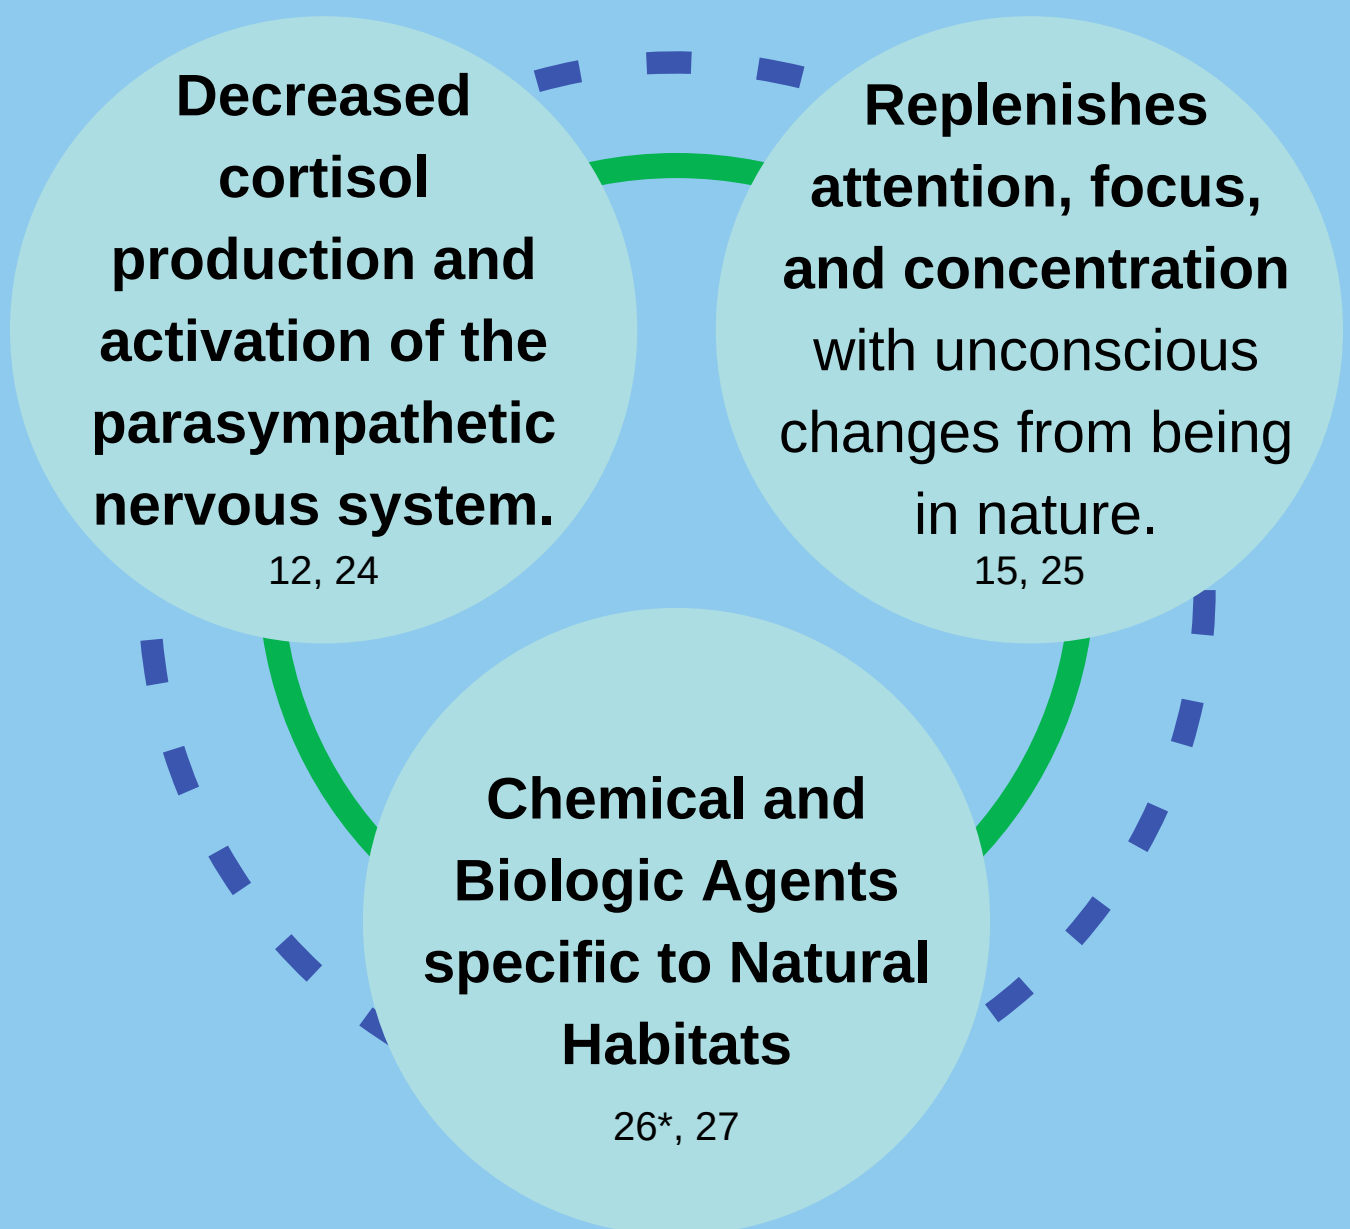 Decreased
cortisol
production and
activation of the
parasympathetic
nervous system.
12, 24
Replenishes
attention, focus,
and concentration
with unconscious
changes from being
in nature.
15, 25
Chemical and
Biologic Agents
specific to Natural
Habitats
26*, 27